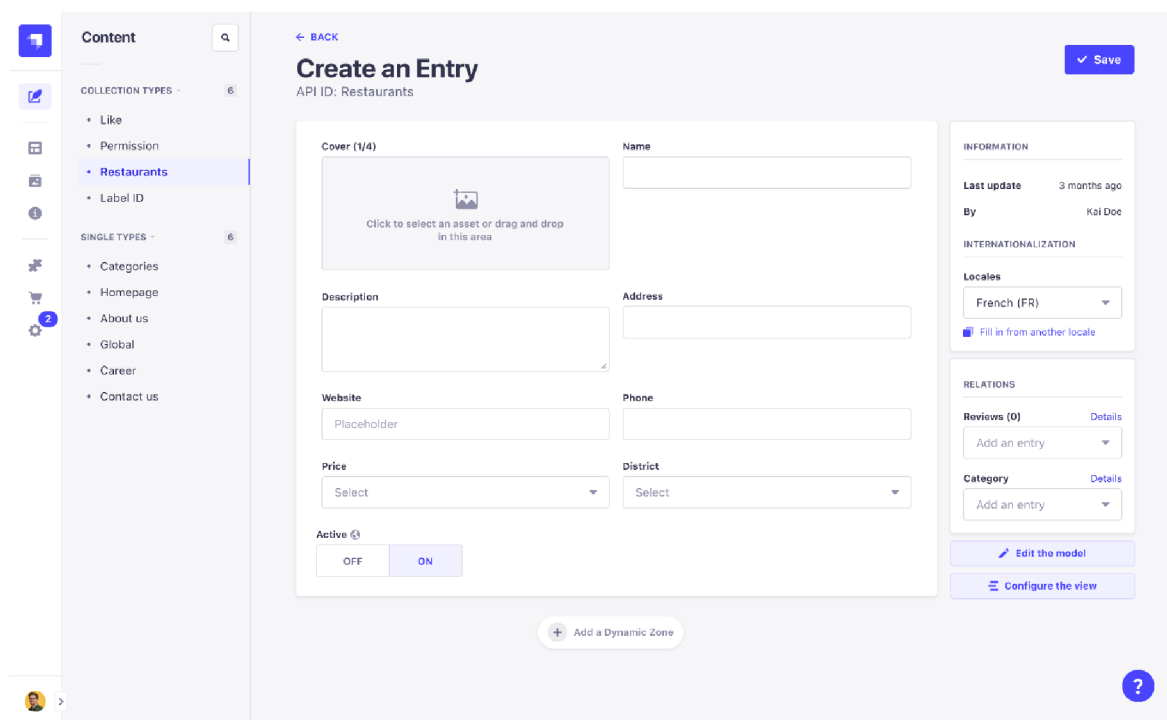 Content
COLLECTION TYPES
6
Like
Permission
Restaurants
Label ID
SINGLE TYPES
6
Categories
Homepage
About us
Global
Career
Contact us
2
← BACK
Create an Entry
API ID: Restaurants
Save
Cover (1/4)
Click to select an asset or drag and drop
in this area
Name
Description
Address
Website
Placeholder
Phone
Price
Select
District
Select
Active
OFF
ON
Add a Dynamic Zone
INFORMATION
Last update 3 months ago
By Kai Doe
INTERNATIONALIZATION
Locales
French (FR)
Fill in from another locale
RELATIONS
Reviews (0) Details
Add an entry
Category Details
Add an entry
Edit the model
Configure the view
?